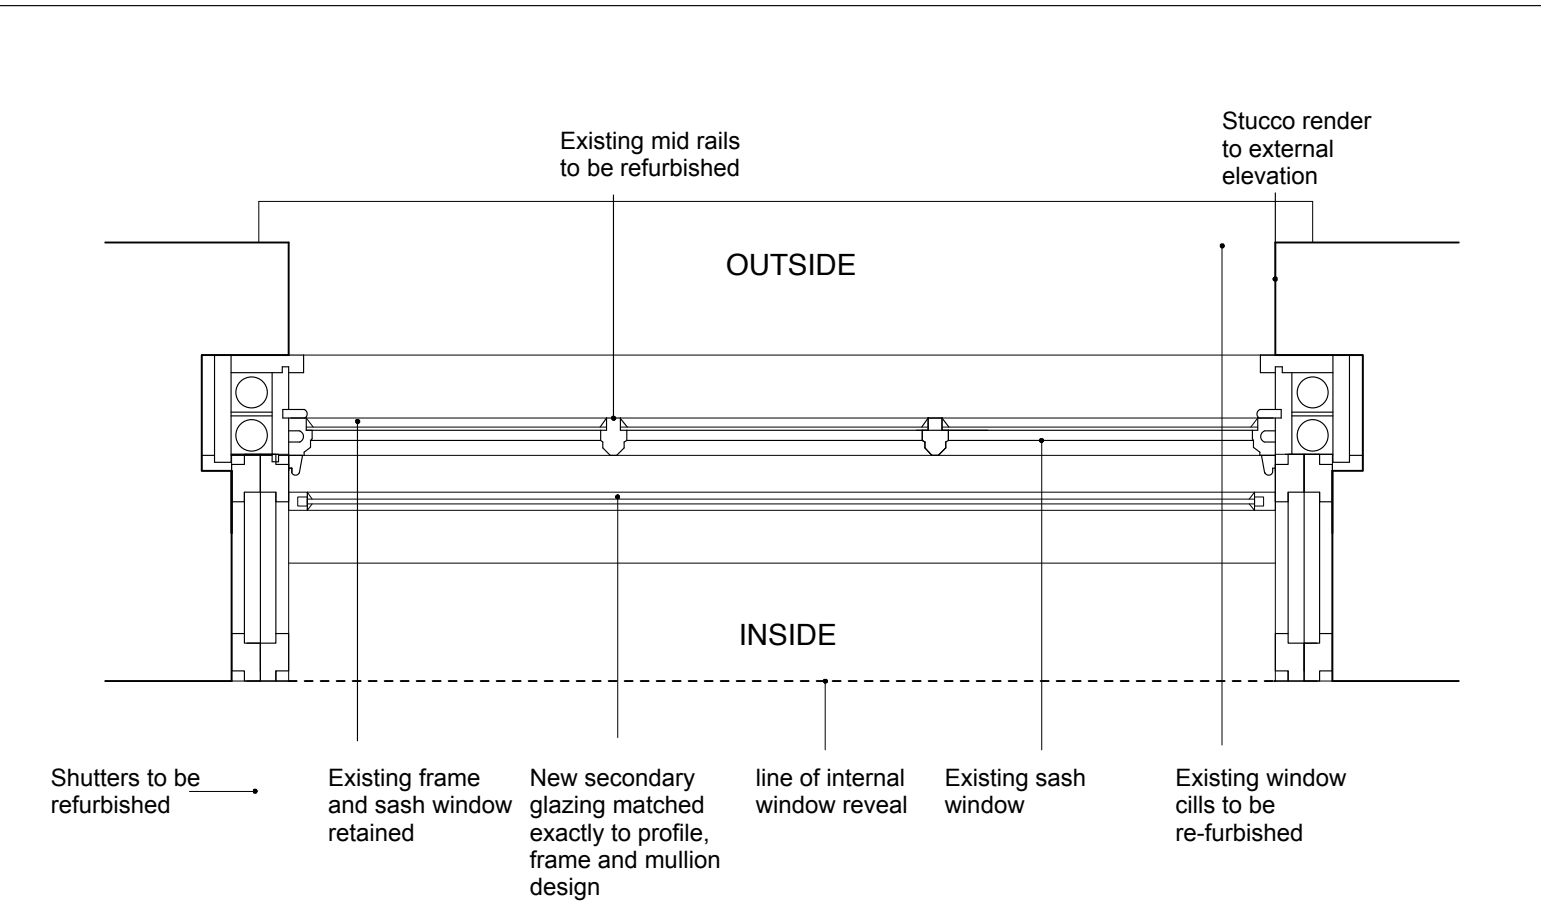 Stucco render
to external
elevation
Existing mid rails
to be refurbished
OUTSIDE
INSIDE
Shutters to be
refurbished
Existing frame
and sash window
retained
New secondary
glazing matched
exactly to profile,
frame and mullion
design
line of internal
window reveal
Existing sash
window
Existing window
cills to be
re-furbished